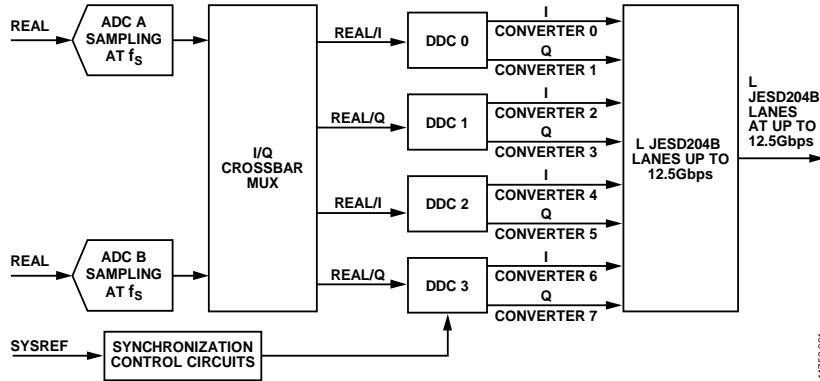 REAL
ADC A
SAMPLING
AT fS
I/Q
CROSSBAR
MUX
REAL/I
REAL/Q
REAL/I
REAL/Q
DDC 0
DDC 1
DDC 2
DDC 3
I
CONVERTER 0
Q
CONVERTER 1
I
CONVERTER 2
Q
CONVERTER 3
I
CONVERTER 4
Q
CONVERTER 5
I
CONVERTER 6
Q
CONVERTER 7
L JESD204B
LANES UP TO
12.5Gbps
L
JESD204B
LANES
AT UP TO
12.5Gbps
REAL
ADC B
SAMPLING
AT fS
SYSREF
SYNCHRONIZATION
CONTROL CIRCUITS